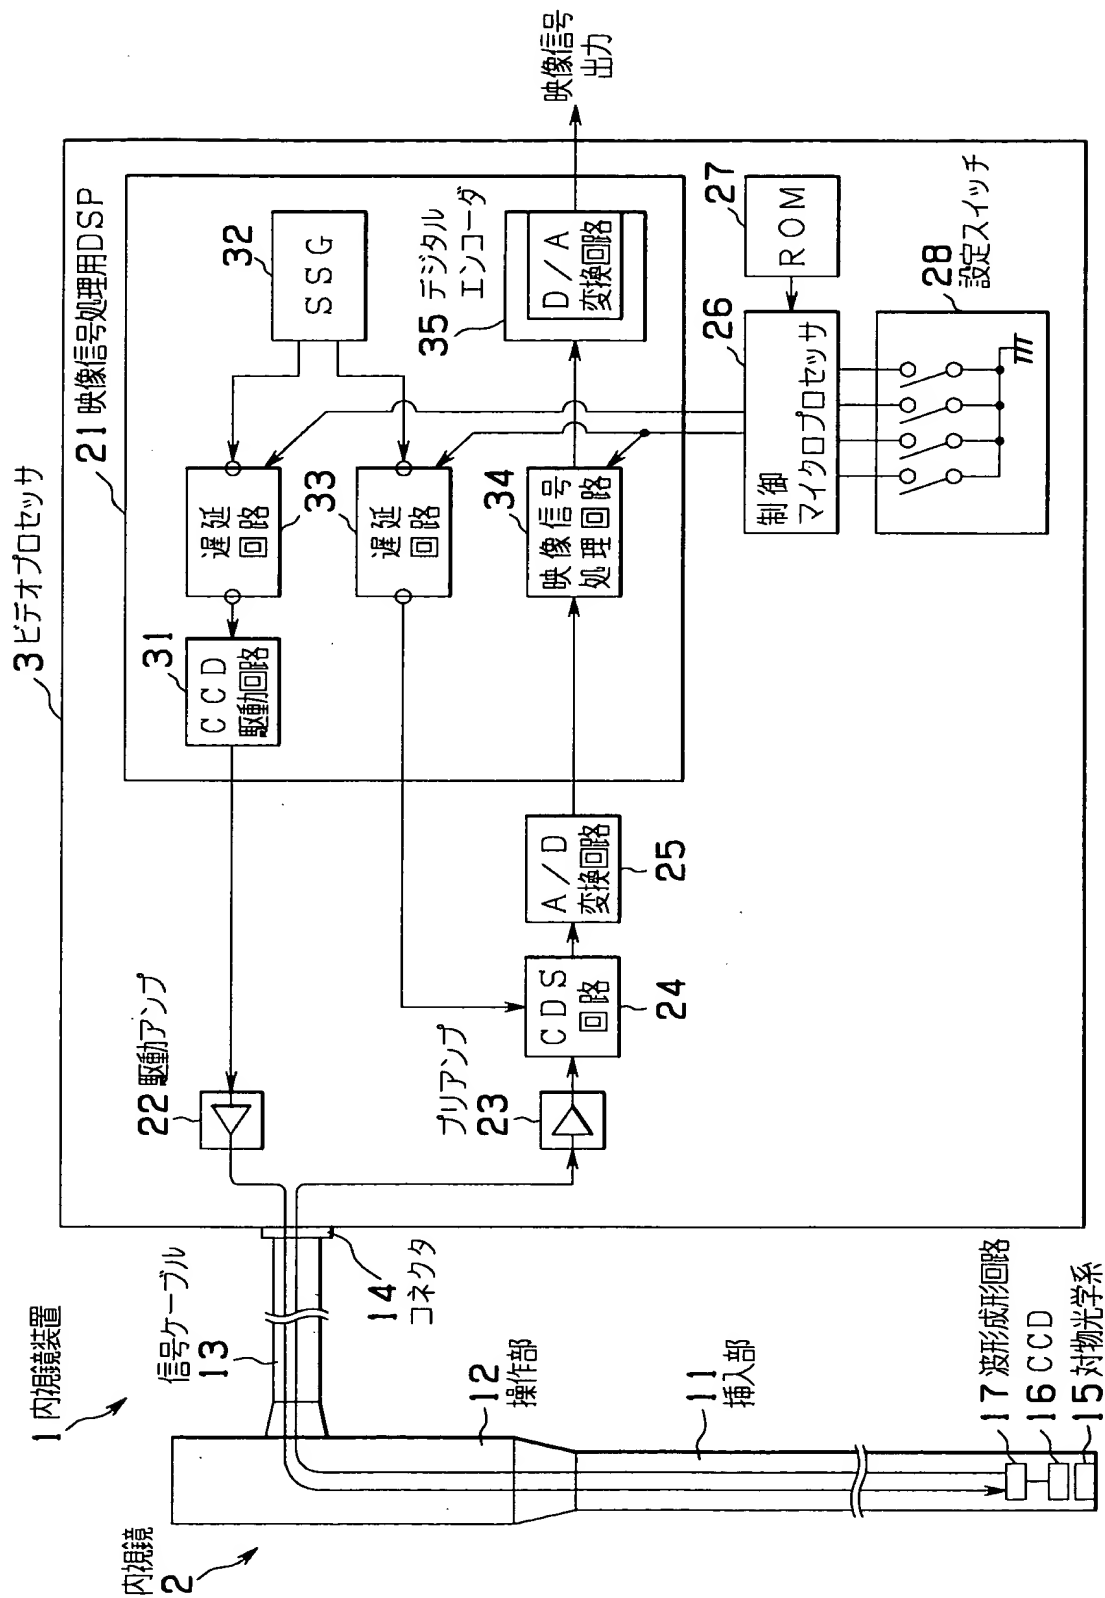 1 内視鏡装置
内視鏡
2
信号ケーブル
13
14
コネクタ
12
操作部
11
挿入部
17 波形成形回路
16 CCD
15 対物光学系
3 ビデオプロセッサ
21 映像信号処理用DSP
22 駆動アンプ
プリアンプ
23
CDS
回路
24
A/D
変換回路
25
31
CCD
駆動回路
遅延
回路
33
遅延
回路
32
SSG
34
映像信号
処理回路
35 デジタル
エンコーダ
D/A
変換回路
映像信号
出力
26
制御
マイクロプロセッサ
27
ROM
28
設定スイッチ